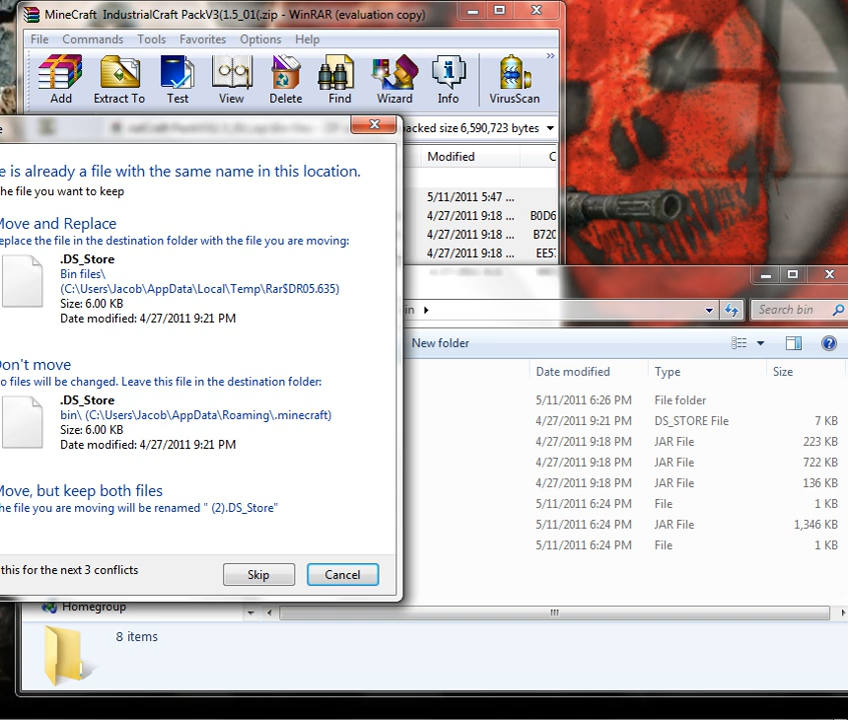 MineCraft IndustrialCraft PackV3(1.5_01(.zip - WinRAR (evaluation copy)
File Commands Tools Favorites Options Help
Add Extract To Test View Delete Find Wizard Info VirusScan
packed size 6,590,723 bytes
Modified C
5/11/2011 5:47 ...
4/27/2011 9:18 ... B0D6
4/27/2011 9:18 ... B720
4/27/2011 9:18 ... EE57
e is already a file with the same name in this location.
he file you want to keep
Move and Replace
eplace the file in the destination folder with the file you are moving:
.DS_Store
Bin files\
(C:\Users\Jacob\AppData\Local\Temp\Rar$DR05.635)
Size: 6.00 KB
Date modified: 4/27/2011 9:21 PM
on't move
o files will be changed. Leave this file in the destination folder:
.DS_Store
bin\ (C:\Users\Jacob\AppData\Roaming\.minecraft)
Size: 6.00 KB
Date modified: 4/27/2011 9:21 PM
Move, but keep both files
he file you are moving will be renamed " (2).DS_Store"
this for the next 3 conflicts
Skip Cancel
in
Search bin
New folder
Date modified Type Size
5/11/2011 6:26 PM File folder
4/27/2011 9:21 PM DS_STORE File 7 KB
4/27/2011 9:18 PM JAR File 223 KB
4/27/2011 9:18 PM JAR File 722 KB
4/27/2011 9:18 PM JAR File 136 KB
5/11/2011 6:24 PM File 1 KB
5/11/2011 6:24 PM JAR File 1,346 KB
5/11/2011 6:24 PM File 1 KB
Homegroup
8 items